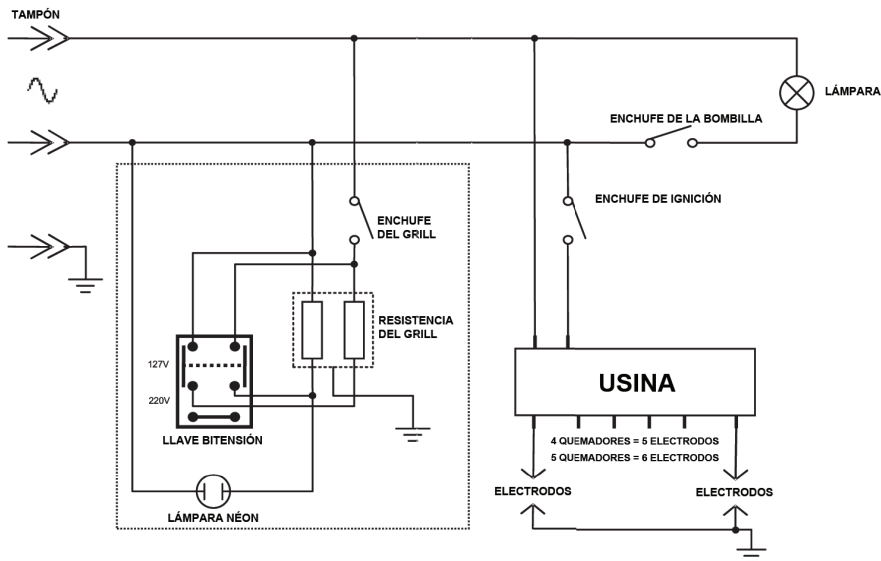 TAMPÓN
LÁMPARA
ENCHUFE DE LA BOMBILLA
ENCHUFE DE IGNICIÓN
ENCHUFE
DEL GRILL
RESISTENCIA
DEL GRILL
127V
220V
LLAVE BITENSIÓN
LÁMPARA NÉON
USINA
4 QUEMADORES = 5 ELECTRODOS
5 QUEMADORES = 6 ELECTRODOS
ELECTRODOS
ELECTRODOS